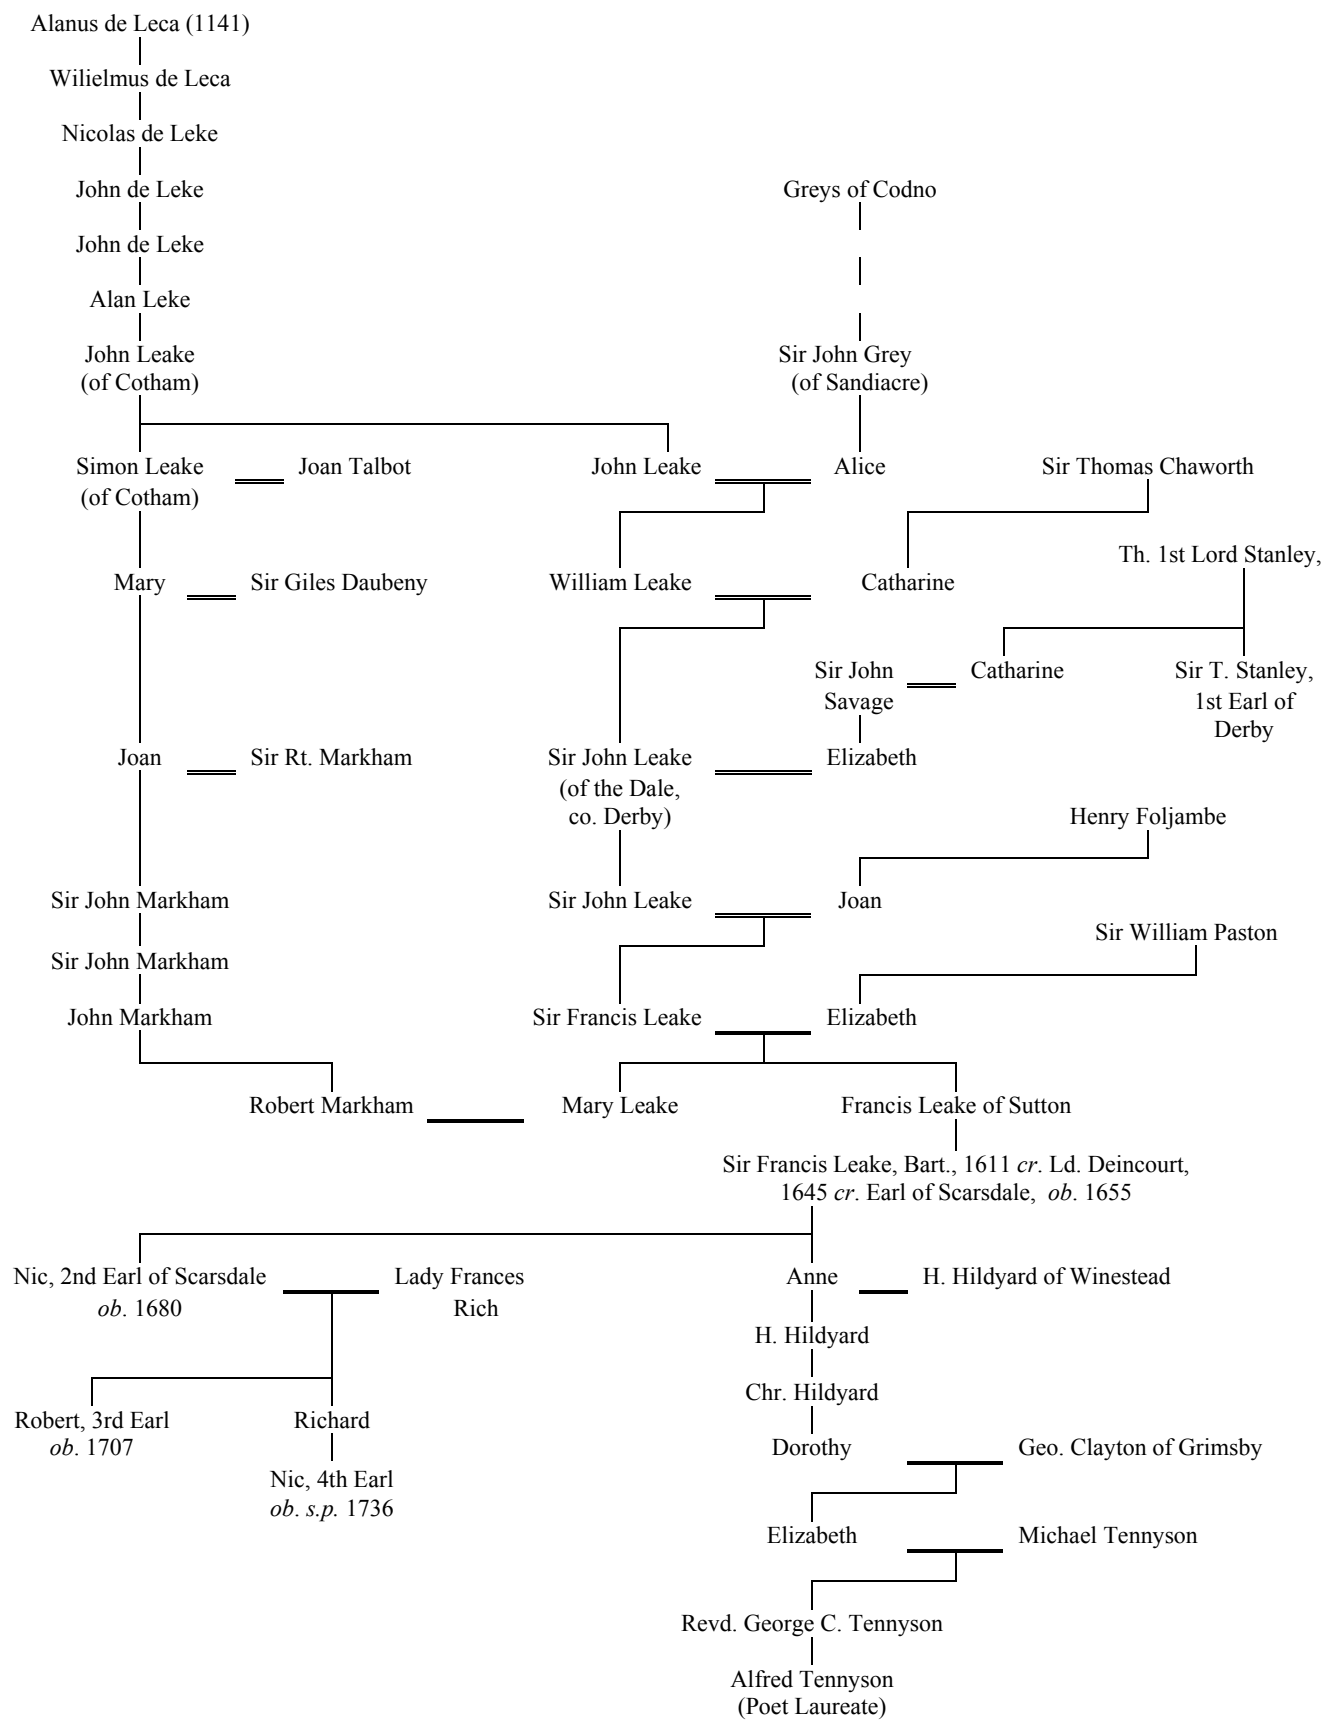 Alanus de Leca (1141)
Wilielmus de Leca
Nicolas de Leke
John de Leke
Greys of Codno
John de Leke
Alan Leke
John Leake
(of Cotham)
Sir John Grey
(of Sandiacre)
Simon Leake
(of Cotham)
Joan Talbot
John Leake
Alice
Sir Thomas Chaworth
Th. 1st Lord Stanley,
Mary
Sir Giles Daubeny
William Leake
Catharine
Sir John
Savage
Catharine
Sir T. Stanley,
1st Earl of
Derby
Joan
Sir Rt. Markham
Sir John Leake
(of the Dale,
co. Derby)
Elizabeth
Henry Foljambe
Sir John Markham
Sir John Leake
Joan
Sir William Paston
Sir John Markham
John Markham
Sir Francis Leake
Elizabeth
Robert Markham
Mary Leake
Francis Leake of Sutton
Sir Francis Leake, Bart., 1611 cr. Ld. Deincourt,
1645 cr. Earl of Scarsdale, ob. 1655
Nic, 2nd Earl of Scarsdale
ob. 1680
Lady Frances
Rich
Anne
H. Hildyard of Winestead
H. Hildyard
Chr. Hildyard
Robert, 3rd Earl
ob. 1707
Richard
Dorothy
Geo. Clayton of Grimsby
Nic, 4th Earl
ob. s.p. 1736
Elizabeth
Michael Tennyson
Revd. George C. Tennyson
Alfred Tennyson
(Poet Laureate)